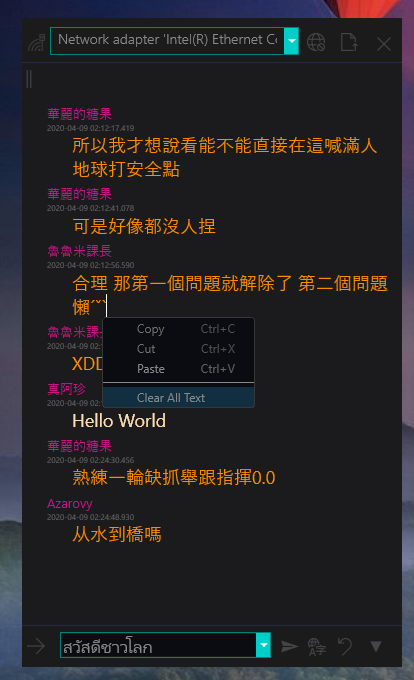 Network adapter 'Intel(R) Ethernet Co
華麗的糖果
2020-04-09 02:12:17.419
所以我才想說看能不能直接在這喊滿人
地球打安全點
華麗的糖果
2020-04-09 02:12:41.078
可是好像都沒人捏
魯魯米課長
2020-04-09 02:12:56.590
合理 那第一個問題就解除了 第二個問題
懶
魯魯米課
2020-04-09 02:
XDD
真阿珍
2020-04-09 02:
Hello World
Copy Ctrl+C
Cut Ctrl+X
Paste Ctrl+V
Clear All Text
華麗的糖果
2020-04-09 02:24:30.456
熟練一輪缺抓舉跟指揮0.0
Azarovy
2020-04-09 02:24:48.930
从水到橋嗎
สวัสดีชาวโลก